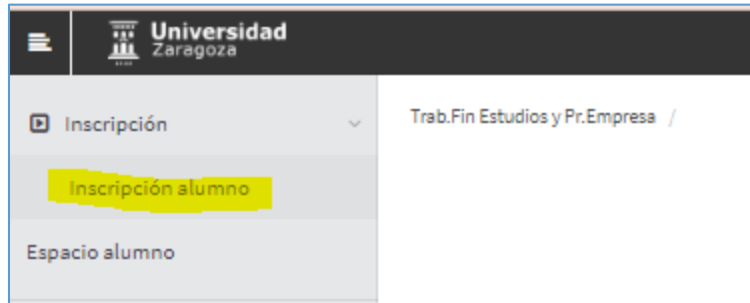 Universidad
Zaragoza
Inscripción
Trab.Fin Estudios y Pr.Empresa /
Inscripción alumno
Espacio alumno